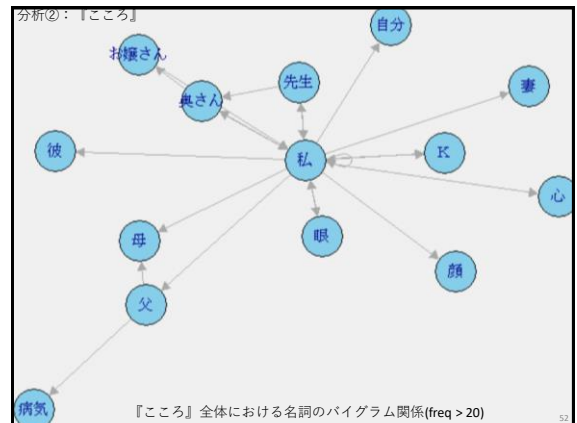 分析②：『こころ』
自分
お嬢さん
先生
妻
奥さん
彼
私
K
心
母
眼
顔
父
病気
『こころ』全体における名詞のバイグラム関係(freq > 20)
52